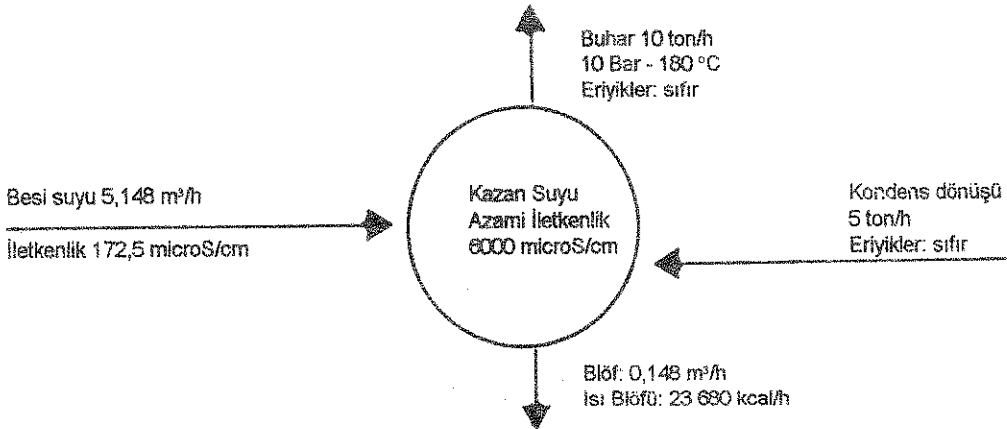 Buhar 10 ton/h
10 Bar - 180 °C
Eriyikler: sıfır
Besi suyu 5,148 m³/h
İletkenlik 172,5 microS/cm
Kazan Suyu
Azami İletkenlik
6000 microS/cm
Kondens dönüşü
5 ton/h
Eriyikler: sıfır
Blöf: 0,148 m³/h
Isı Blöfü: 23 680 kcal/h